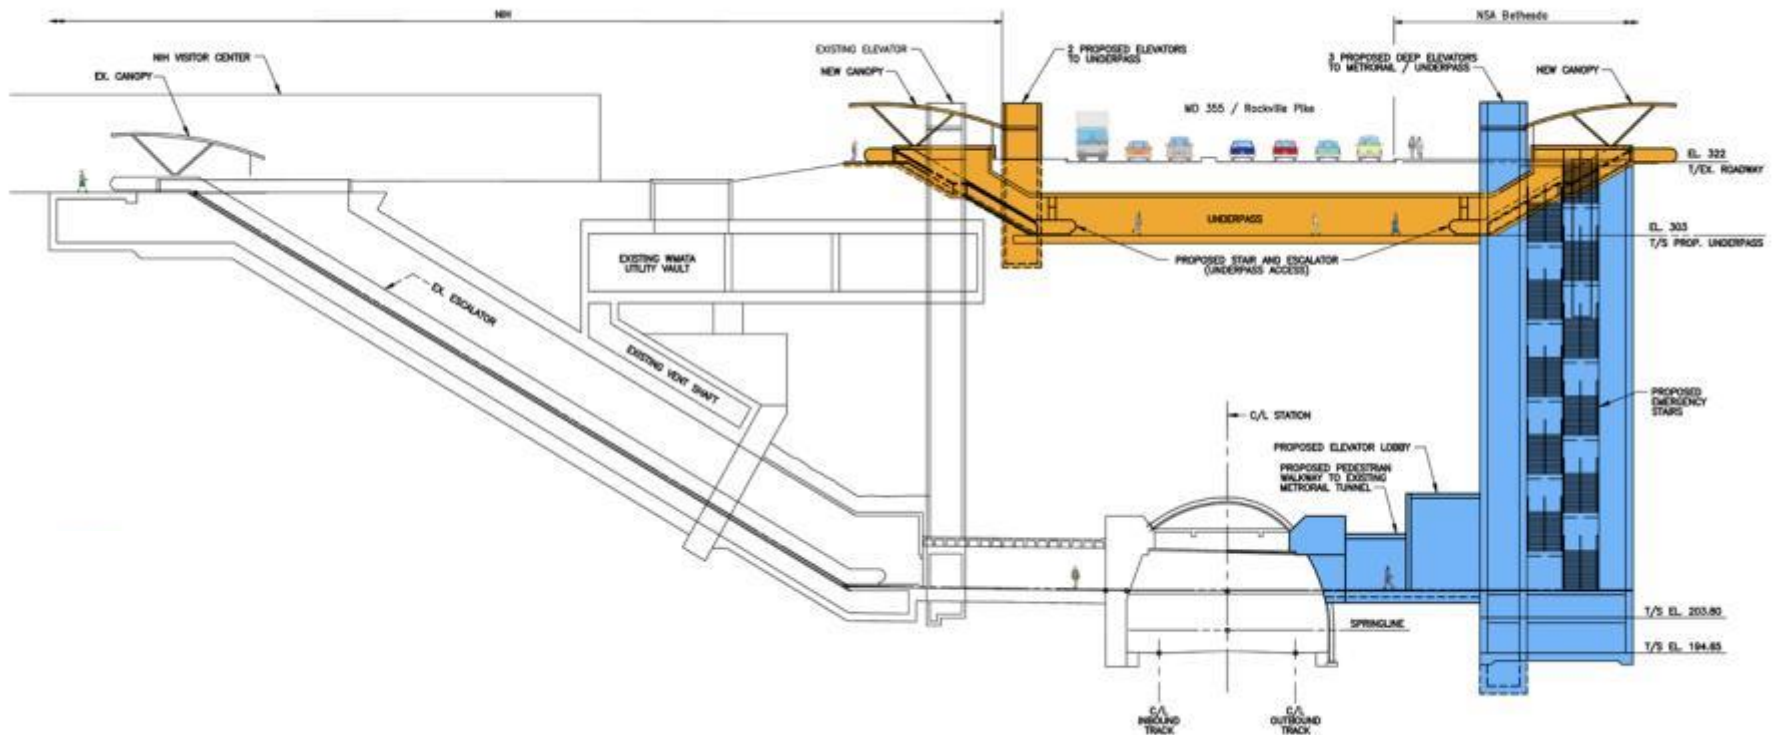 NIH
NSA Bethesda
NIH VISITOR CENTER
EX. CANOPY
EXISTING ELEVATOR
NEW CANOPY
2 PROPOSED ELEVATORS
TO UNDERPASS
3 PROPOSED DEEP ELEVATORS
TO METRORAIL / UNDERPASS
NEW CANOPY
MD 355 / Rockville Pike
EL. 322
T/EX. ROADWAY
UNDERPASS
EL. 303
T/S PROP. UNDERPASS
EXISTING WMATA
UTILITY VAULT
PROPOSED STAIR AND ESCALATOR
(UNDERPASS ACCESS)
EX. ESCALATOR
EXISTING VENT SHAFT
PROPOSED
EMERGENCY
STAIRS
C/L STATION
PROPOSED ELEVATOR LOBBY
PROPOSED PEDESTRIAN
WALKWAY TO EXISTING
METRORAIL TUNNEL
T/S EL. 203.80
SPRINGLINE
T/S EL. 194.65
C/L
INBOUND
TRACK
C/L
OUTBOUND
TRACK